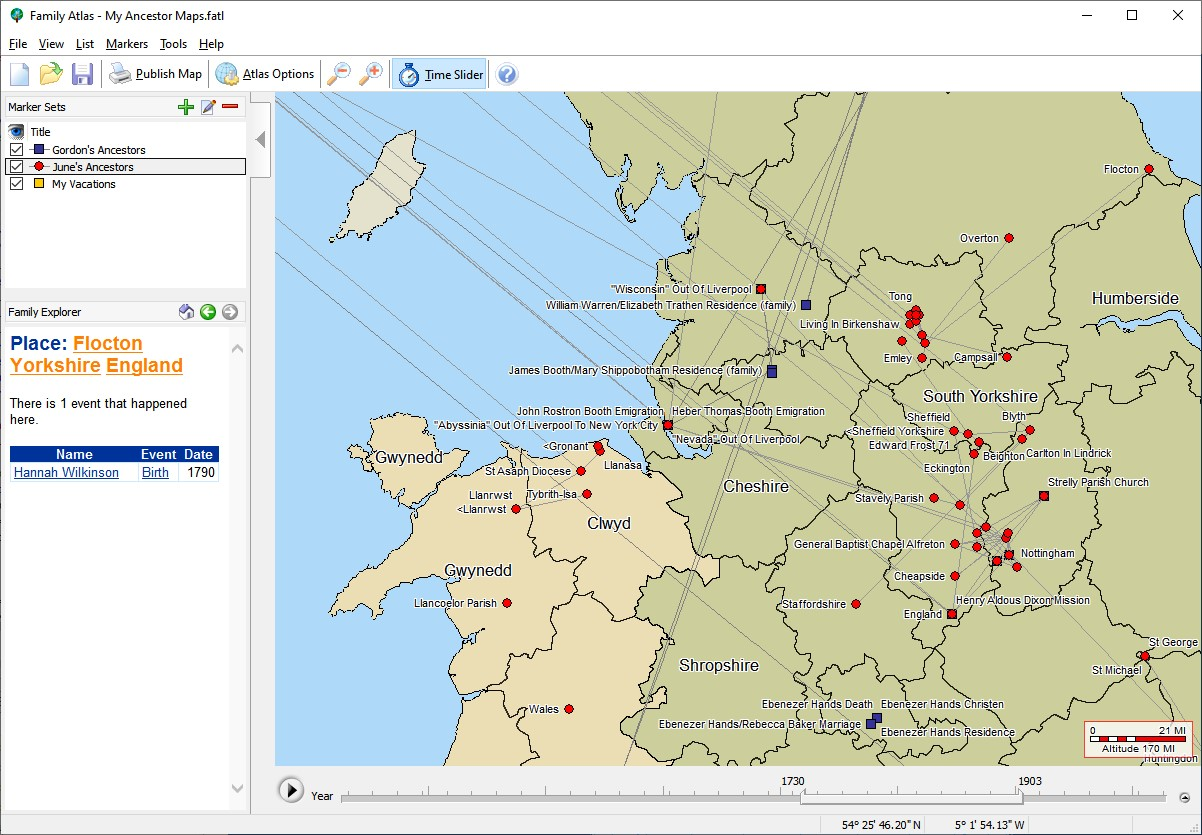 Family Atlas - My Ancestor Maps.fatl
File View List Markers Tools Help
Publish Map Atlas Options Time Slider
Marker Sets
Title
Gordon's Ancestors
June's Ancestors
My Vacations
Family Explorer
Place: Flocton
Yorkshire England
There is 1 event that happened
here.
Name Event Date
Hannah Wilkinson Birth 1790
Flocton
Overton
"Wisconsin" Out Of Liverpool
Tong
Humberside
William Warren/Elizabeth Trathen Residence (family)
Living In Birkenshaw
Emley
Campsall
James Booth/Mary Shippobotham Residence (family)
South Yorkshire
John Rostron Booth Emigration
Heber Thomas Booth Emigration
Sheffield
Blyth
"Abyssinia" Out Of Liverpool To New York City
<Sheffield Yorkshire
"Nevada" Out Of Liverpool
Edward Frost 71
<Gronant
Beighton
Carlton In Lindrick
Gwynedd
Llanasa
St Asaph Diocese
Eckington
Cheshire
Strelly Parish Church
Llanrwst
Tybrith-Isa
Stavely Parish
<Llanrwst
Clwyd
General Baptist Chapel Alfreton
Nottingham
Gwynedd
Cheapside
Llancoelor Parish
Staffordshire
Henry Aldous Dixon Mission
England
St George
Shropshire
St Michael
Wales
Ebenezer Hands Death
Ebenezer Hands Christen
Ebenezer Hands/Rebecca Baker Marriage
Ebenezer Hands Residence
0 21 MI
Altitude 170 MI
Huntingdon
1730 1903
Year
54° 25' 46.20" N 5° 1' 54.13" W